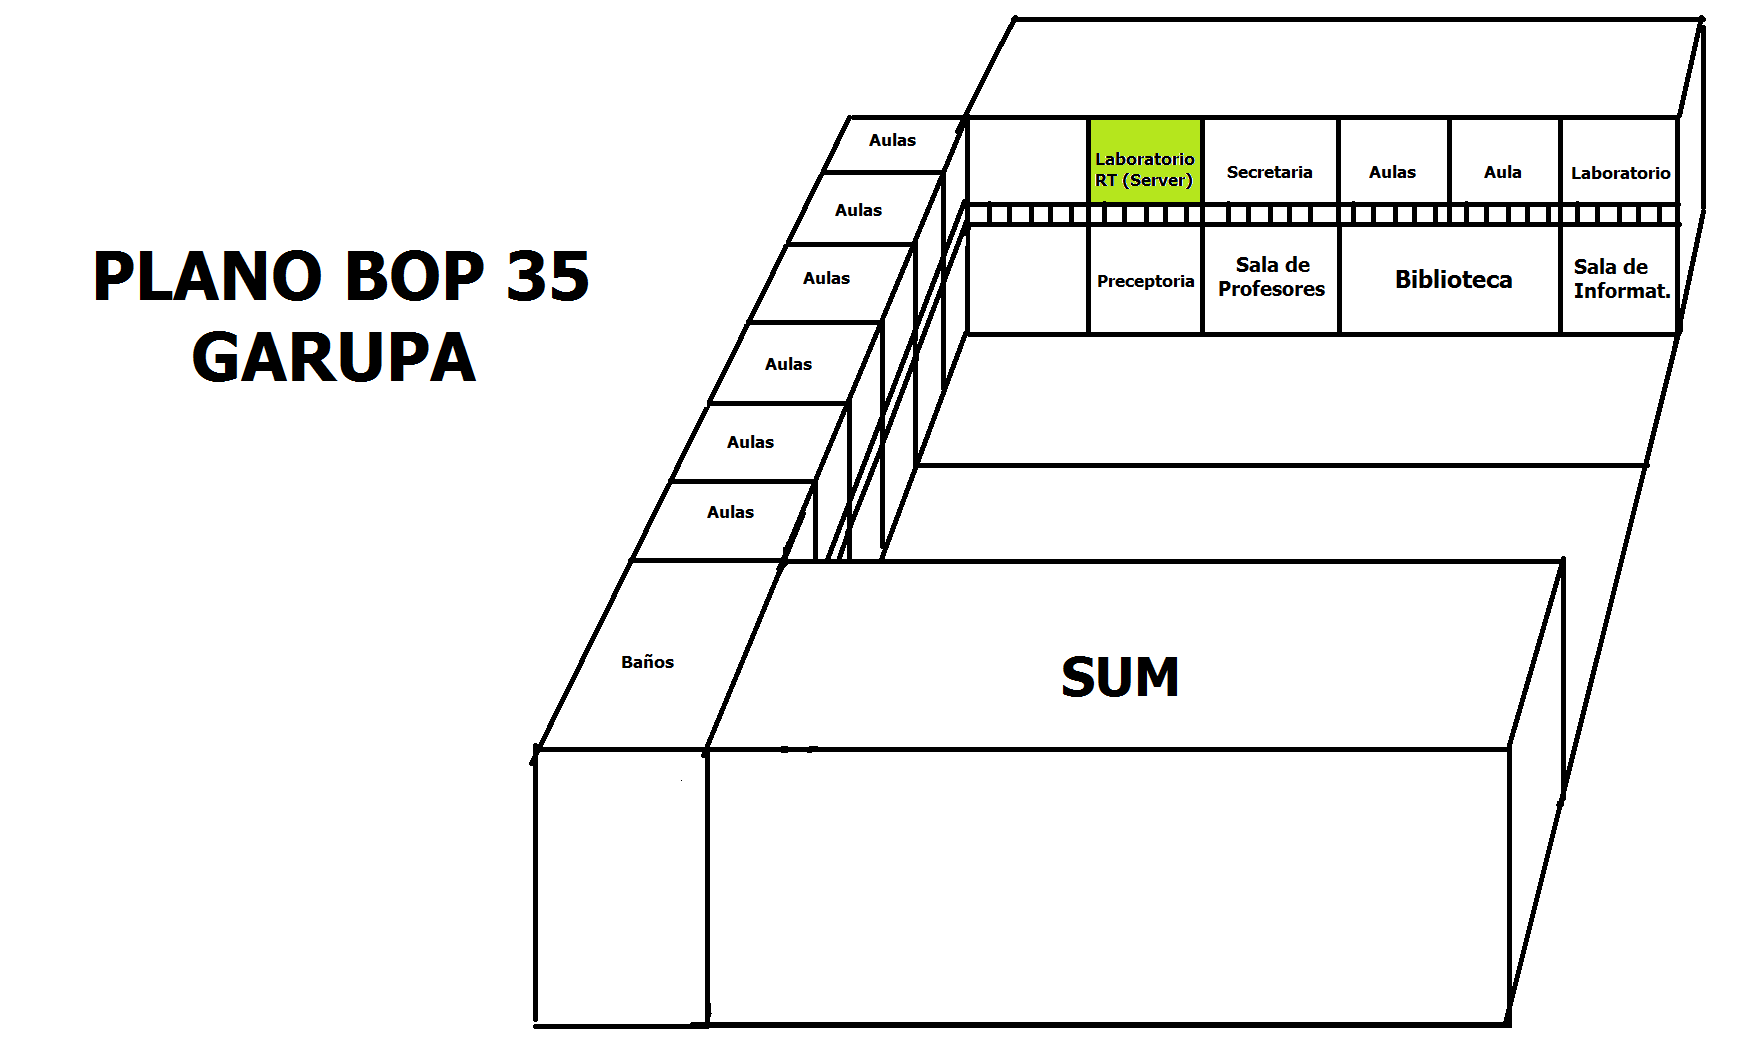 PLANO BOP 35
GARUPA
Aulas
Aulas
Aulas
Aulas
Aulas
Aulas
Baños
Laboratorio
RT (Server)
Secretaria
Aulas
Aula
Laboratorio
Preceptoria
Sala de
Profesores
Biblioteca
Sala de
Informat.
SUM